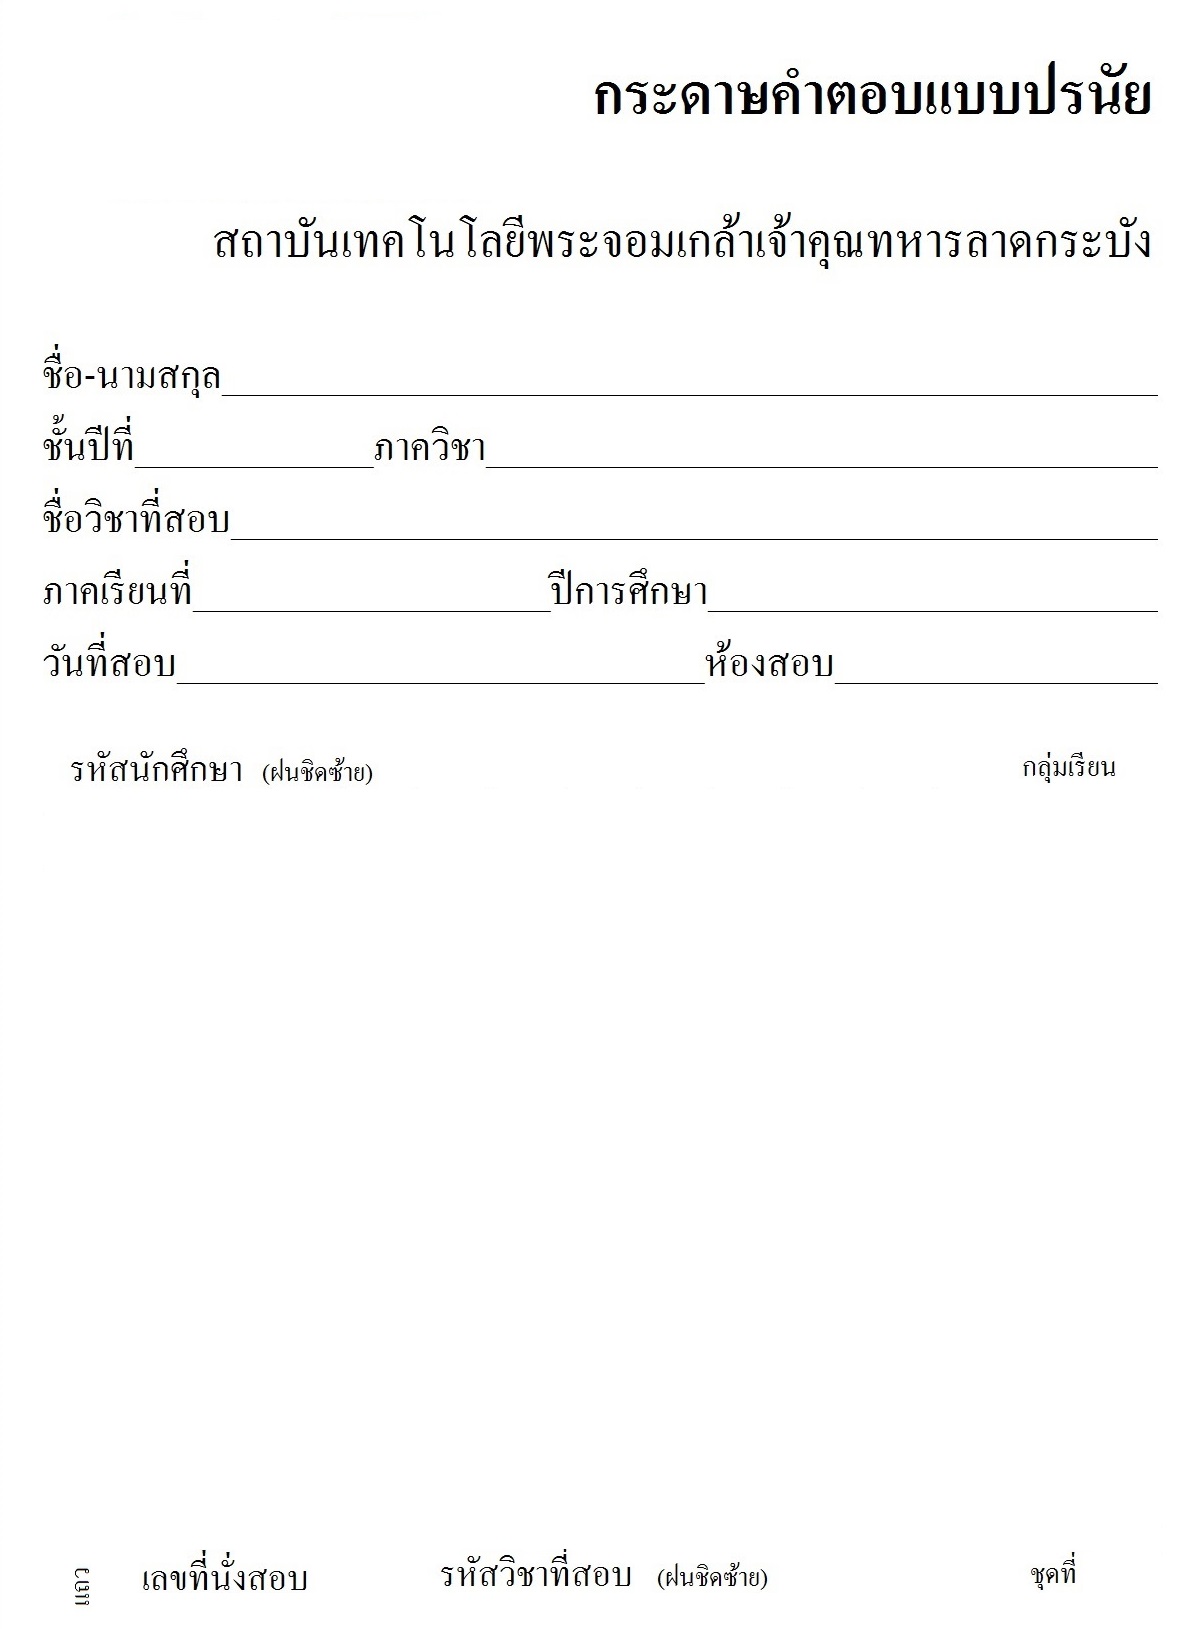 กระดาษคำตอบแบบปรนัย
สถาบันเทคโนโลยีพระจอมเกล้าเจ้าคุณทหารลาดกระบัง
ชื่อ-นามสกุล
ชั้นปีที่ ภาควิชา
ชื่อวิชาที่สอบ
ภาคเรียนที่ ปีการศึกษา
วันที่สอบ ห้องสอบ
รหัสนักศึกษา (ฝนชิดซ้าย) กลุ่มเรียน
แถว เลขที่นั่งสอบ รหัสวิชาที่สอบ (ฝนชิดซ้าย) ชุดที่